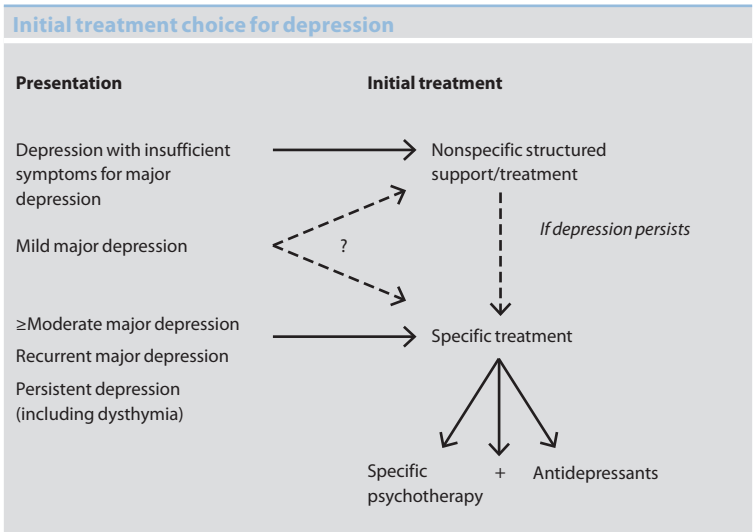 Initial treatment choice for depression
Presentation
Initial treatment
Depression with insufficient
symptoms for major
depression
Nonspecific structured
support/treatment
Mild major depression
?
If depression persists
≥Moderate major depression
Recurrent major depression
Persistent depression
(including dysthymia)
Specific treatment
Specific
psychotherapy
+
Antidepressants